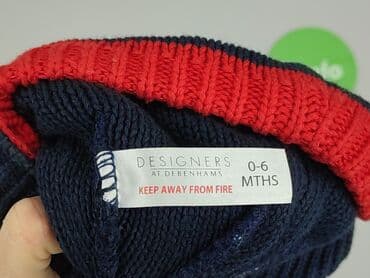 DESIGNERS
AT DEBENHAMS
KEEP AWAY FROM FIRE
0-6
MTHS